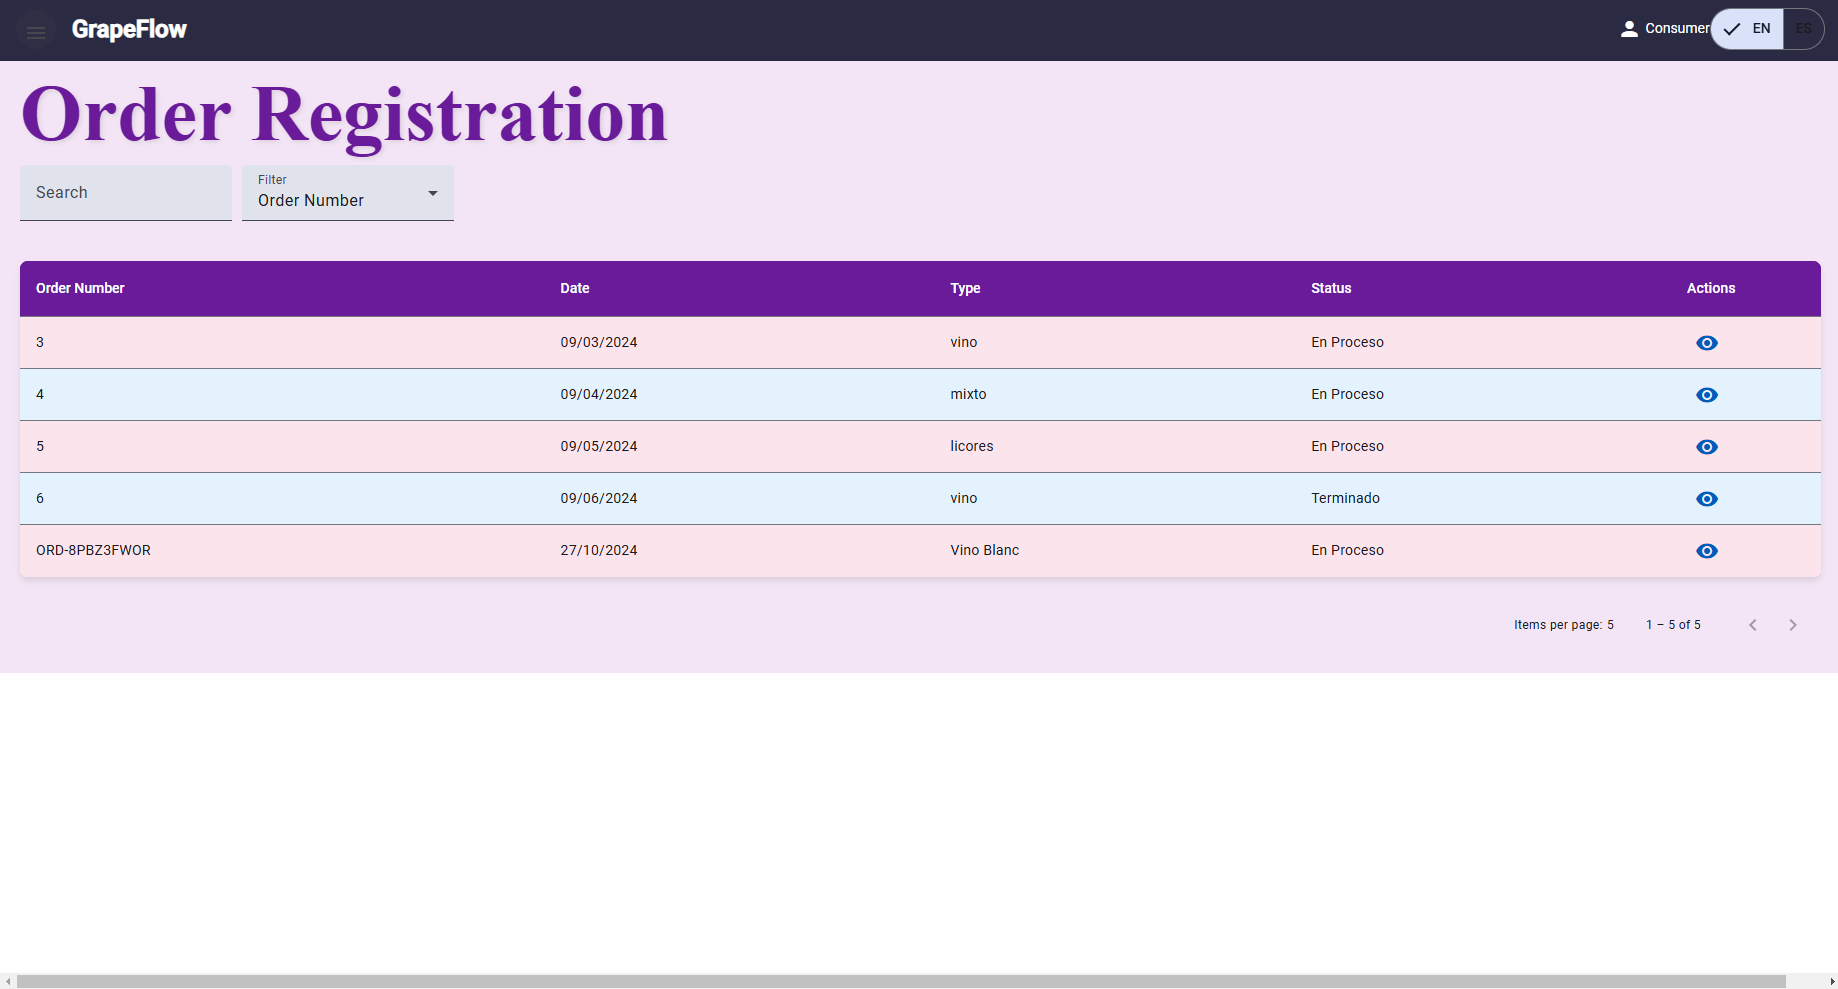 GrapeFlow Consumer EN ES
Order Registration
Search
Filter
Order Number
Order Number Date Type Status Actions
3 09/03/2024 vino En Proceso
4 09/04/2024 mixto En Proceso
5 09/05/2024 licores En Proceso
6 09/06/2024 vino Terminado
ORD-8PBZ3FWOR 27/10/2024 Vino Blanc En Proceso
Items per page: 5 1 – 5 of 5